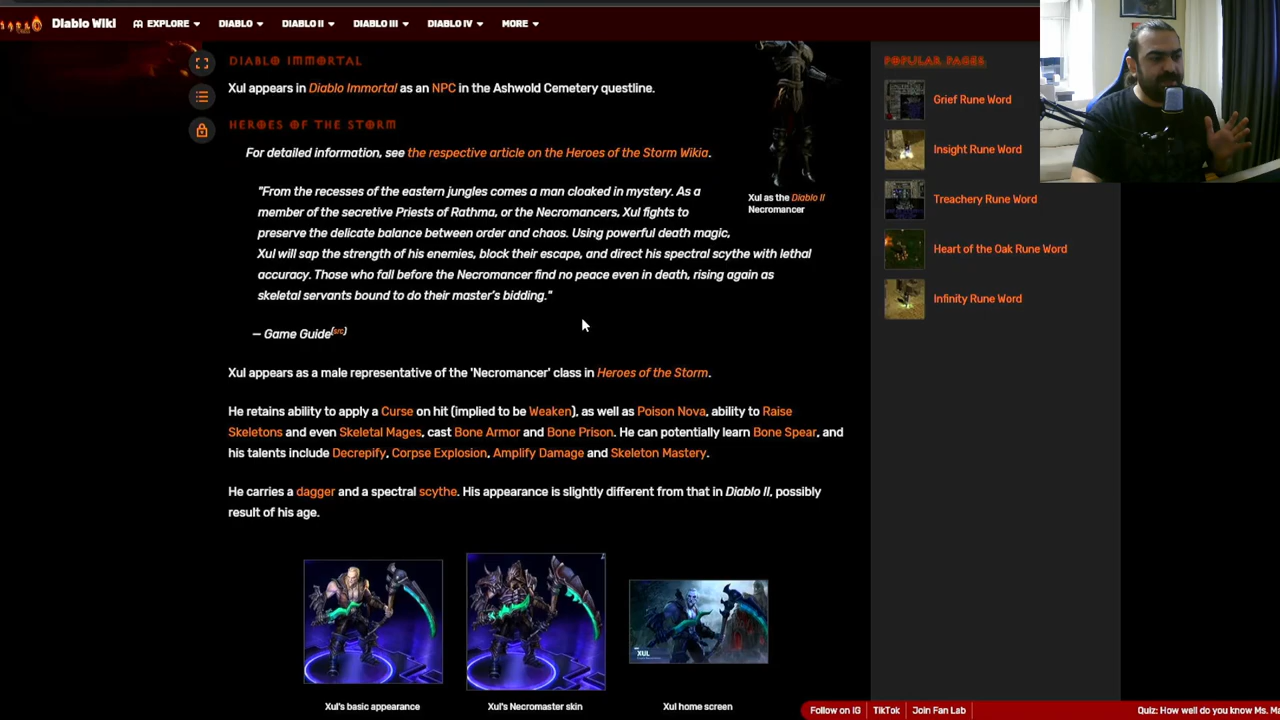 Diablo Wiki EXPLORE DIABLO DIABLO II DIABLO III DIABLO IV MORE
DIABLO IMMORTAL
Xul appears in Diablo Immortal as an NPC in the Ashwold Cemetery questline.
HEROES OF THE STORM
For detailed information, see the respective article on the Heroes of the Storm Wikia.
"From the recesses of the eastern jungles comes a man cloaked in mystery. As a
member of the secretive Priests of Rathma, or the Necromancers, Xul fights to
preserve the delicate balance between order and chaos. Using powerful death magic,
Xul will sap the strength of his enemies, block their escape, and direct his spectral scythe with lethal
accuracy. Those who fall before the Necromancer find no peace even in death, rising again as
skeletal servants bound to do their master's bidding."
— Game Guide(src)
Xul as the Diablo II
Necromancer
Xul appears as a male representative of the 'Necromancer' class in Heroes of the Storm.
He retains ability to apply a Curse on hit (implied to be Weaken), as well as Poison Nova, ability to Raise
Skeletons and even Skeletal Mages, cast Bone Armor and Bone Prison. He can potentially learn Bone Spear, and
his talents include Decrepify, Corpse Explosion, Amplify Damage and Skeleton Mastery.
He carries a dagger and a spectral scythe. His appearance is slightly different from that in Diablo II, possibly
result of his age.
XUL
Xul's basic appearance
Xul's Necromaster skin
Xul home screen
POPULAR PAGES
Grief Rune Word
Insight Rune Word
Treachery Rune Word
Heart of the Oak Rune Word
Infinity Rune Word
Follow on IG TikTok Join Fan Lab Quiz: How well do you know Ms. Ma